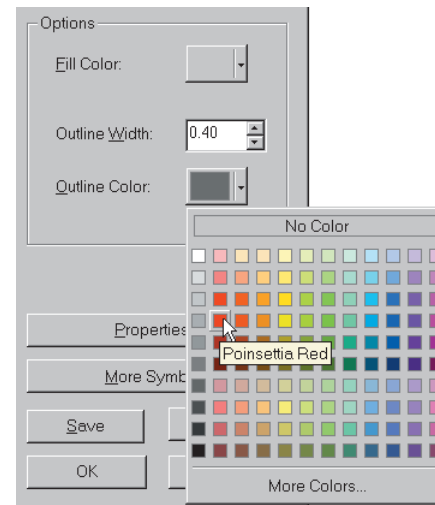 Options
Fill Color:
Outline Width:
0.40
Outline Color:
No Color
Properties
Poinsettia Red
More Symb
Save
OK
More Colors...